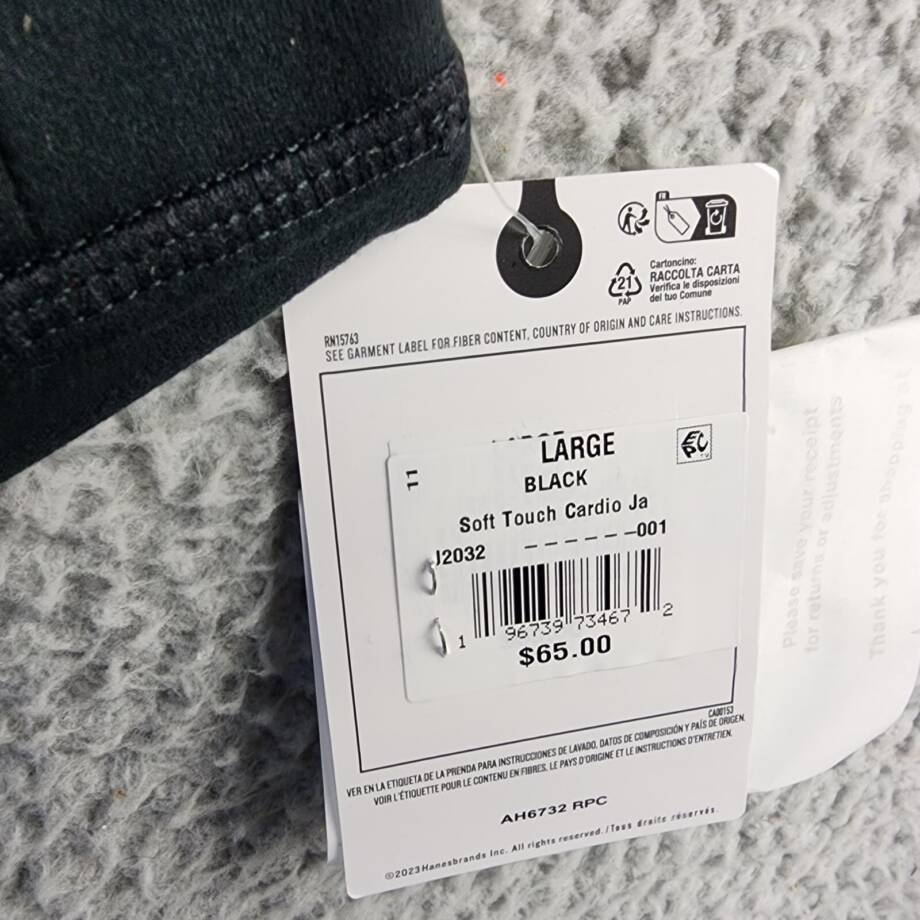 FR
21
PAP
Cartoncino:
RACCOLTA CARTA
Verifica le disposizioni
del tuo Comune
RN15763
SEE GARMENT LABEL FOR FIBER CONTENT, COUNTRY OF ORIGIN AND CARE INSTRUCTIONS.
LARGE
EPC
TV
11
BLACK
Soft Touch Cardio Ja
J2032 ------001
1 96739 73467 2
$65.00
CA00153
VER EN LA ETIQUETA DE LA PRENDA PARA INSTRUCCIONES DE LAVADO, DATOS DE COMPOSICIÓN Y PAÍS DE ORIGEN.
VOIR L'ÉTIQUETTE POUR LE CONTENU EN FIBRES, LE PAYS D'ORIGINE ET LE INSTRUCTIONS D'ENTRETIEN.
AH6732 RPC
©2023 Hanesbrands Inc. All rights reserved. / Tous droits réservés.
Please save your receipt
for returns or adjustments
Thank you for shopping at